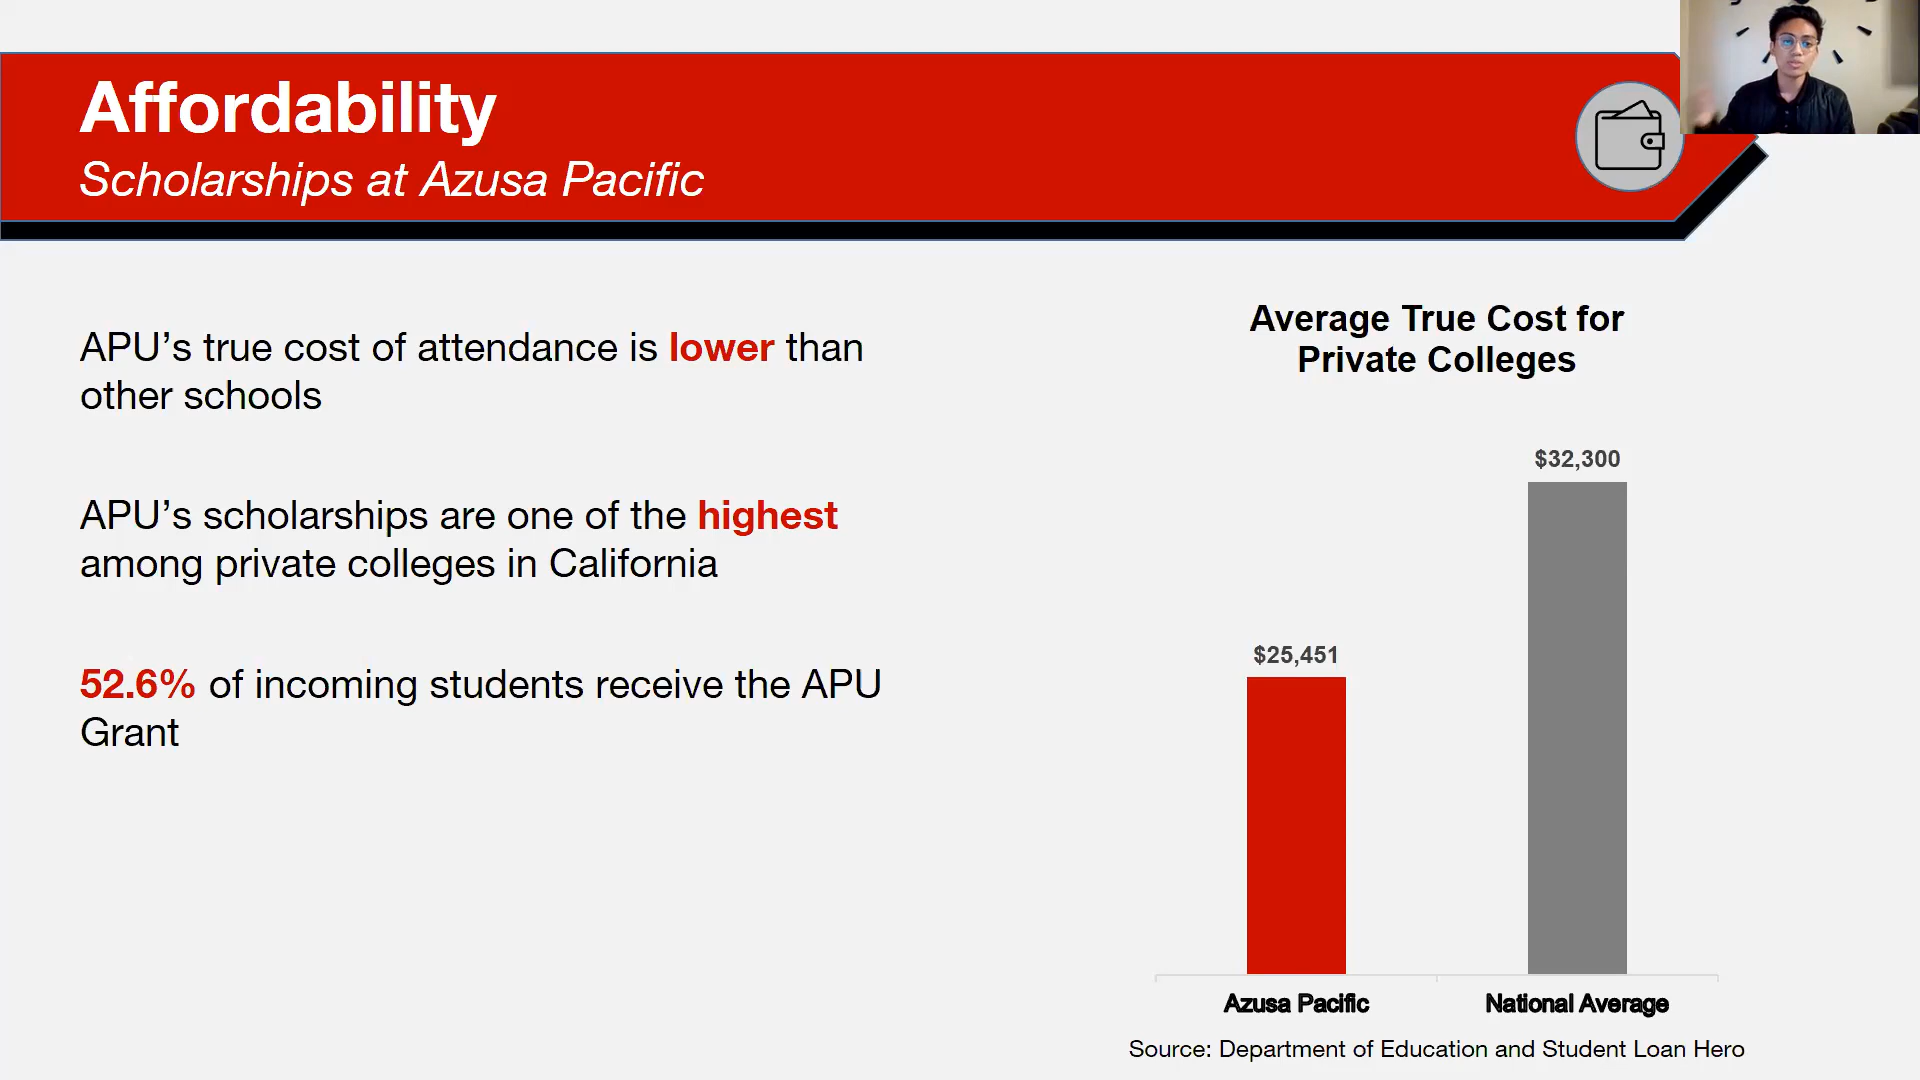 Affordability
Scholarships at Azusa Pacific
APU’s true cost of attendance is lower than
other schools
APU’s scholarships are one of the highest
among private colleges in California
52.6% of incoming students receive the APU
Grant
Average True Cost for
Private Colleges
$32,300
$25,451
Azusa Pacific
National Average
Source: Department of Education and Student Loan Hero